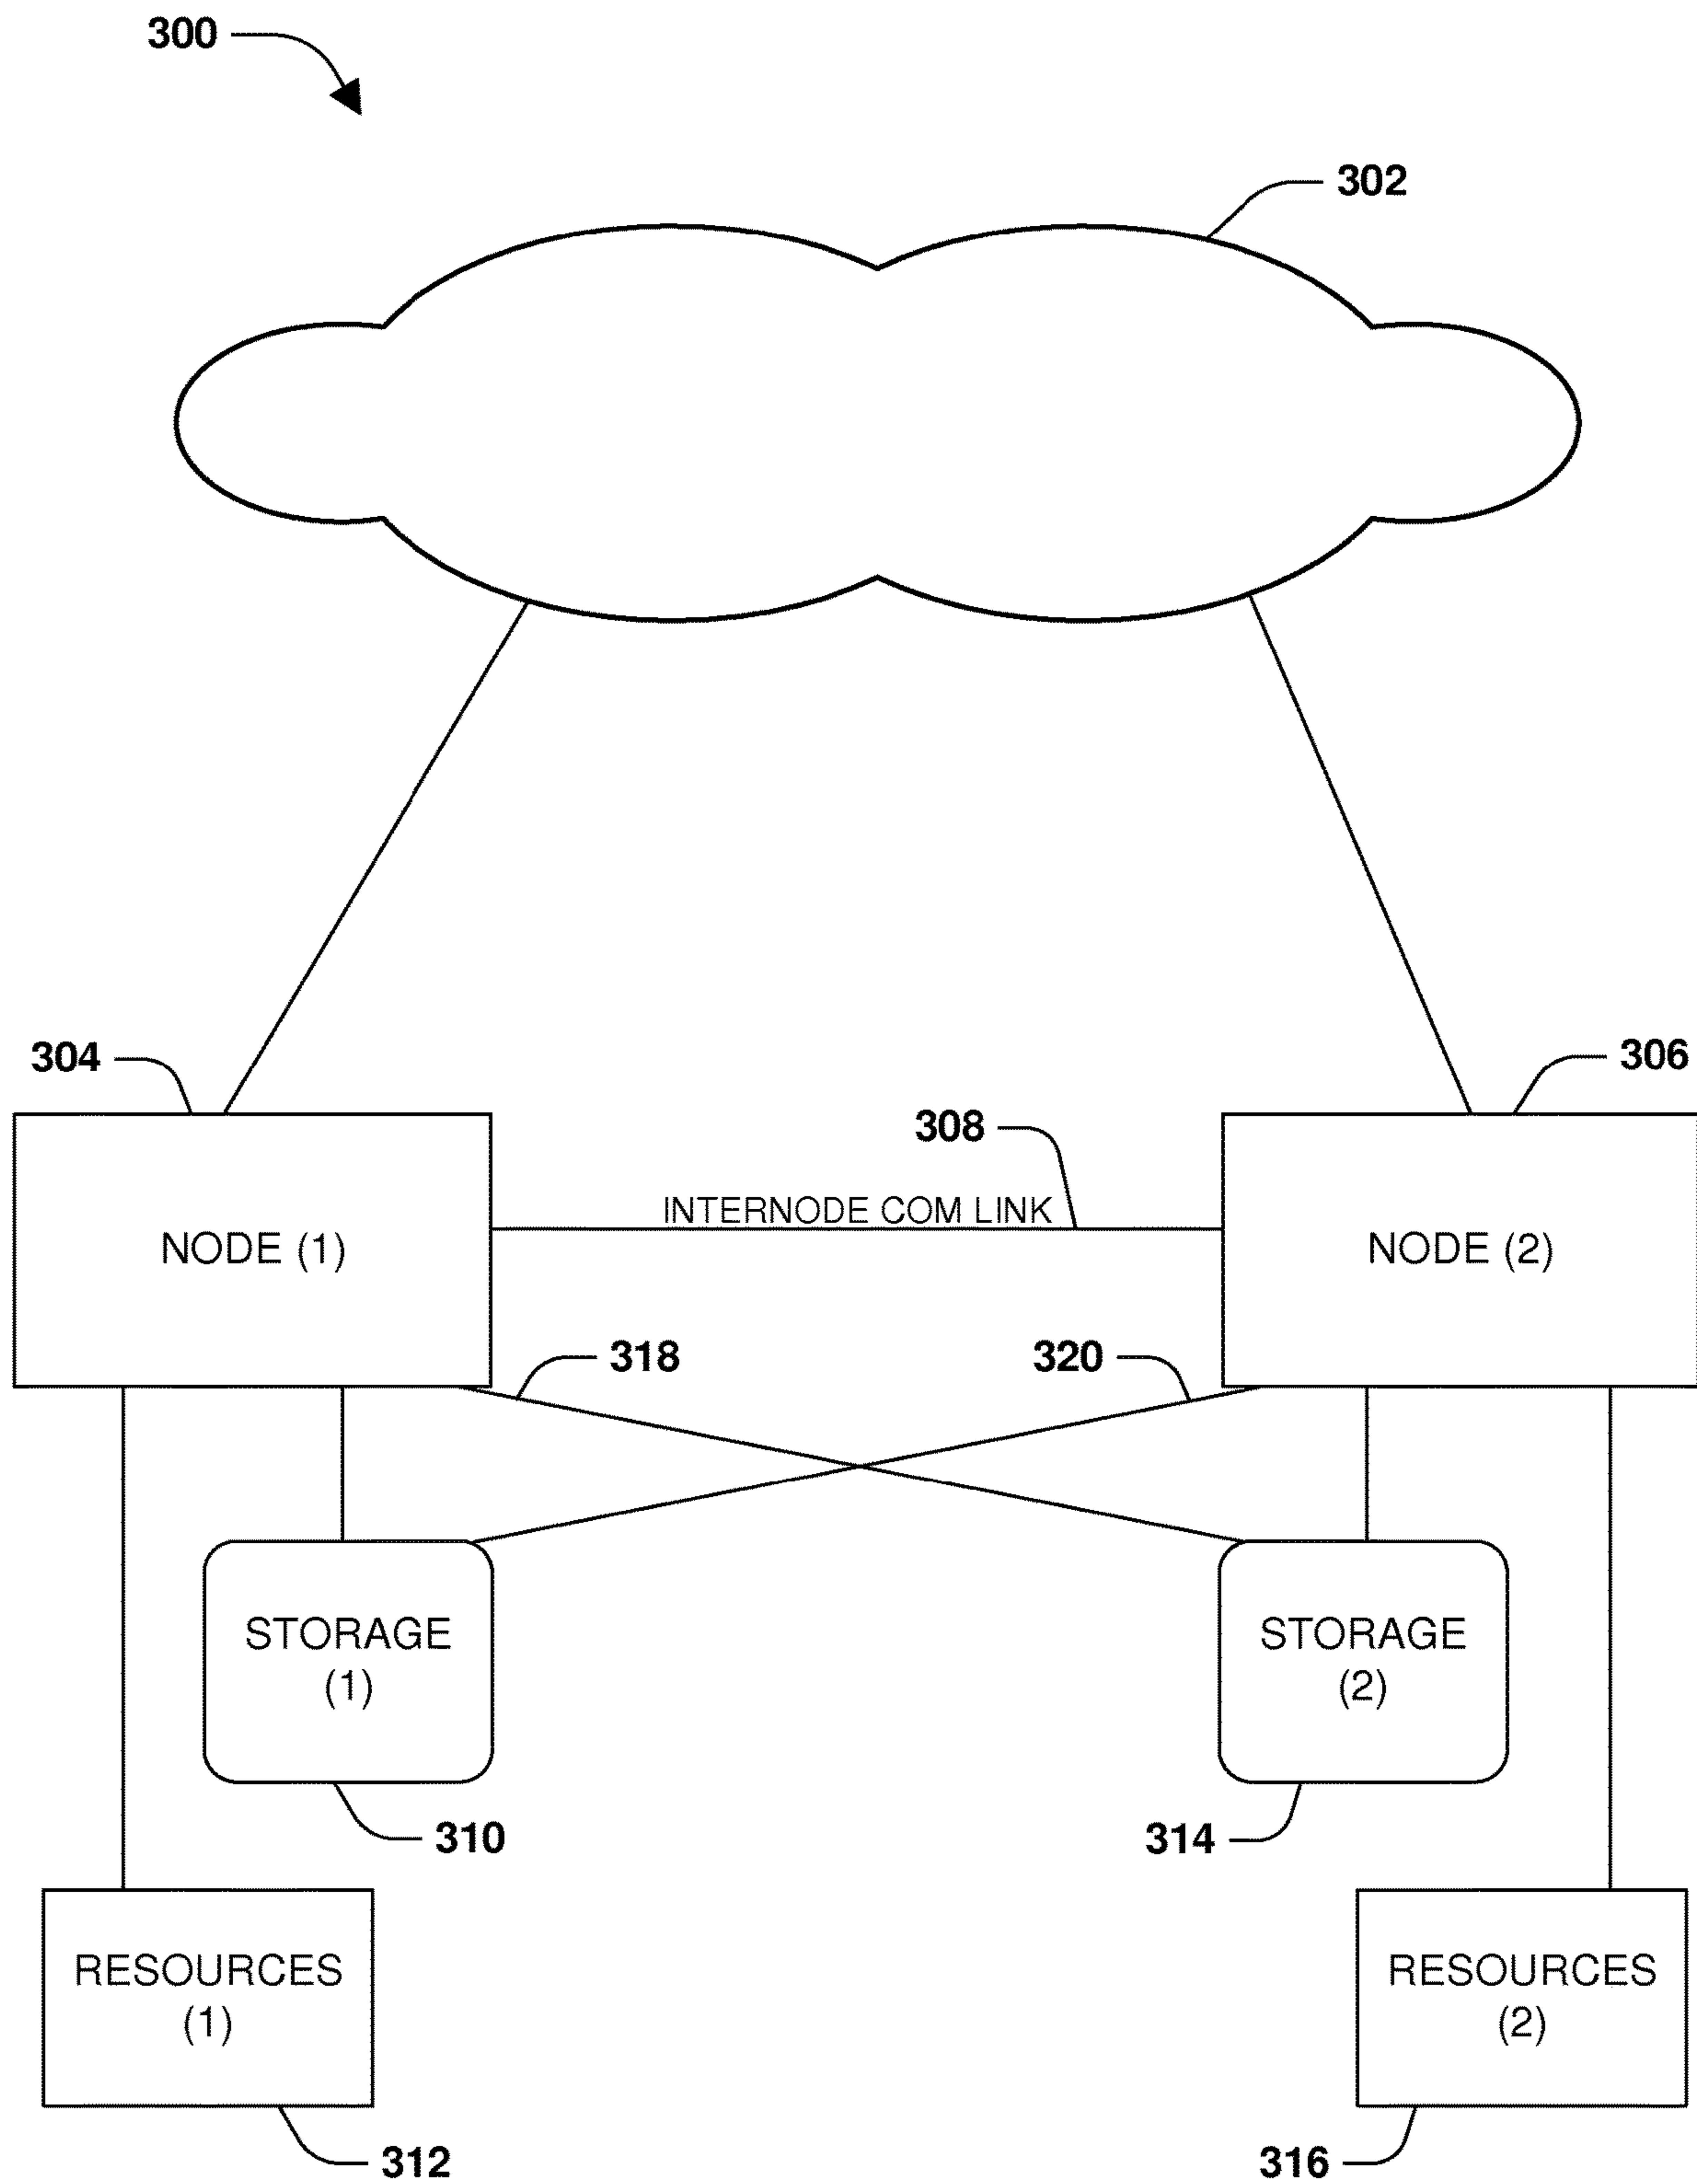 300
302
304
306
308
INTERNODE COM LINK
NODE (1)
NODE (2)
318
320
STORAGE
(1)
STORAGE
(2)
310
314
RESOURCES
(1)
RESOURCES
(2)
312
316